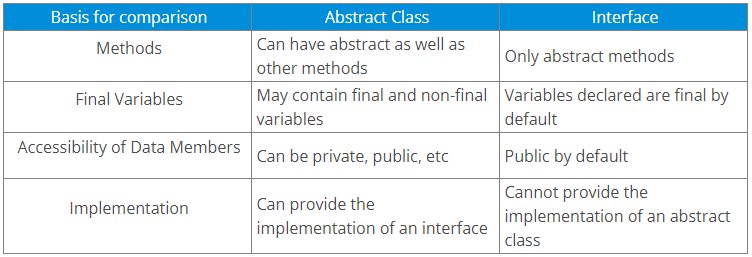 Basis for comparison Abstract Class Interface
Methods
Can have abstract as well as
other methods
Only abstract methods
Final Variables
May contain final and non-final
variables
Variables declared are final by
default
Accessibility of Data Members
Can be private, public, etc
Public by default
Implementation
Can provide the
implementation of an interface
Cannot provide the
implementation of an abstract
class